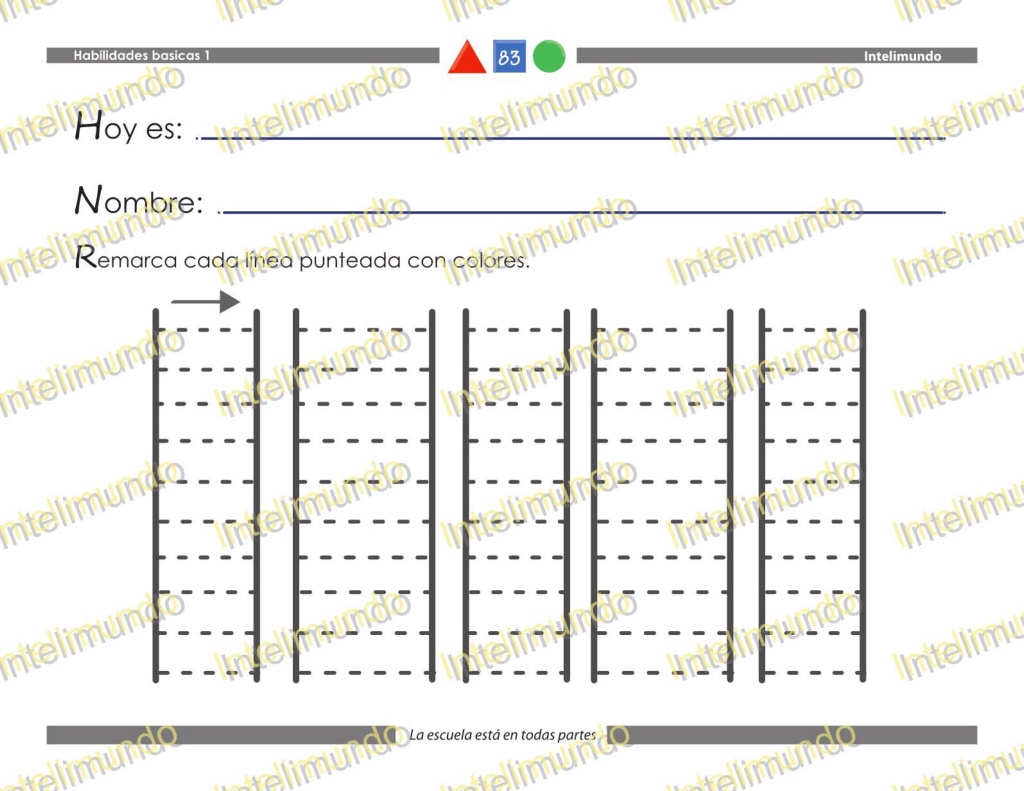 Habilidades basicas 1
83
Intelimundo
Hoy es:
Nombre:
Remarca cada línea punteada con colores.
La escuela está en todas partes
Intelimundo